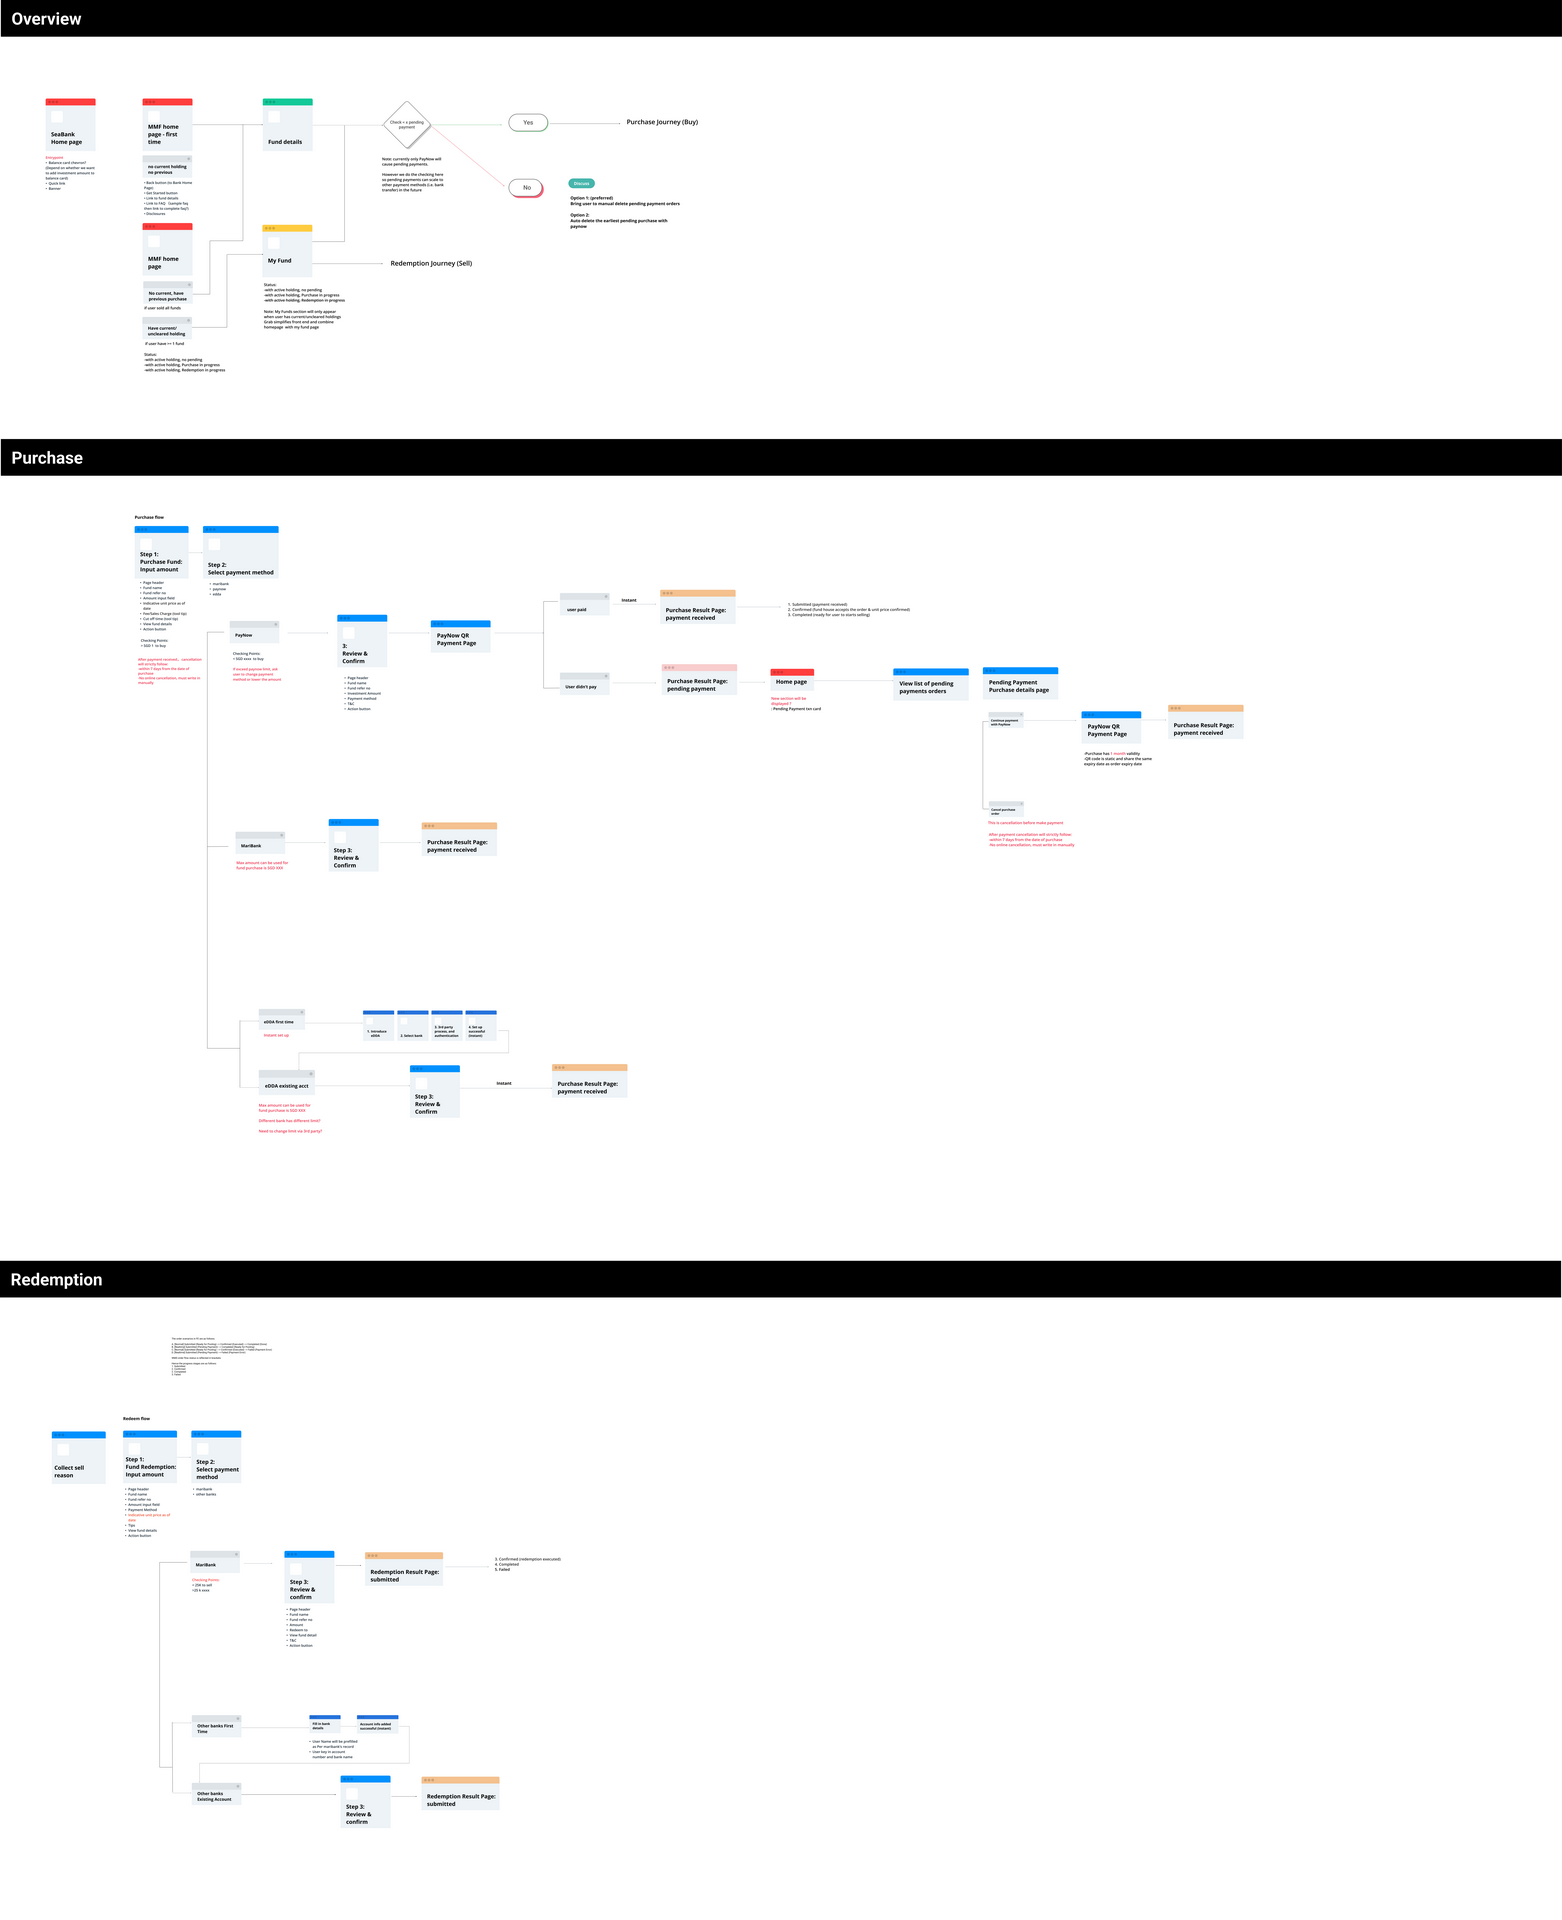 Overview
SeaBank
Home page
Entrypoint
• Balance card chennel?
(Depend on whether we want
to add investment amount to
balance card)
• Quick link
• Banner
MMF home
page - first
time
no current holding
no previous
• Back button (to Bank Home
Page)
• Get Started button
• Link to fund details
• Link to FAQ (sample faq
then link to complete faq?)
• Disclosures
MMF home
page
No current, have
previous purchase
if user sold all funds
Have current/
uncleared holding
if user have >= 1 fund
Status:
-with active holding, no pending
-with active holding, Purchase in progress
-with active holding, Redemption in progress
Fund details
My Fund
Status:
-with active holding, no pending
-with active holding, Purchase in progress
-with active holding, Redemption in progress
Note: My Funds section will only appear
when user has current/uncleared holdings
Grab simplifies front end and combine
homepage with my fund page
Check < x pending
payment
Note: currently only PayNow will
cause pending payments.
However we do the checking here
so pending payments can scale to
other payment methods (i.e. bank
transfer) in the future
Yes
No
Purchase Journey (Buy)
Discuss
Option 1: (preferred)
Bring user to manual delete pending payment orders
Option 2:
Auto delete the earliest pending purchase with
paynow
Redemption Journey (Sell)
Purchase
Purchase flow
Step 1:
Purchase Fund:
Input amount
• Page header
• Fund name
• Fund refer no
• Amount input field
• Indicative unit price as of
date
• Fee/Sales Charge (tool tip)
• Cut off time (tool tip)
• View fund details
• Action button
Checking Points:
> SGD 1 to buy
After payment received, cancellation
will strictly follow:
-within 7 days from the date of
purchase
-No online cancellation, must write in
manually
Step 2:
Select payment method
• maribank
• paynow
• edda
PayNow
Checking Points:
< SGD xxxx to buy
If exceed paynow limit, ask
user to change payment
method or lower the amount
3:
Review &
Confirm
• Page header
• Fund name
• Fund refer no
• Investment Amount
• Payment method
• T&C
• Action button
PayNow QR
Payment Page
user paid
Instant
Purchase Result Page:
payment received
1. Submitted (payment received)
2. Confirmed (fund house accepts the order & unit price confirmed)
3. Completed (ready for user to starts selling)
User didn't pay
Purchase Result Page:
pending payment
Home page
New section will be
displayed ?
: Pending Payment txn card
View list of pending
payments orders
Pending Payment
Purchase details page
Continue payment
with PayNow
PayNow QR
Payment Page
-Purchase has 1 month validity
-QR code is static and share the same
expiry date as order expiry date
Purchase Result Page:
payment received
Cancel purchase
order
This is cancellation before make payment
After payment cancellation will strictly follow:
-within 7 days from the date of purchase
-No online cancellation, must write in manually
MariBank
Max amount can be used for
fund purchase is SGD XXX
Step 3:
Review &
Confirm
Purchase Result Page:
payment received
eDDA first time
Instant set up
1. Introduce
eDDA
2. Select bank
3. 3rd party
process, and
authentication
4. Set up
successful
(instant)
eDDA existing acct
Max amount can be used for
fund purchase is SGD XXX
Different bank has different limit?
Need to change limit via 3rd party?
Step 3:
Review &
Confirm
Instant
Purchase Result Page:
payment received
Redemption
Redeem flow
Collect sell
reason
Step 1:
Fund Redemption:
Input amount
• Page header
• Fund name
• Fund refer no
• Amount input field
• Payment Method
• Indicative unit price as of
date
• Tips
• View fund details
• Action button
Step 2:
Select payment
method
• maribank
• other banks
MariBank
Checking Points:
Step 3:
Review &
confirm
• Page header
• Fund name
• Fund refer no
• Amount
• Redeem to
• View fund detail
• T&C
• Action button
Redemption Result Page:
submitted
3. Confirmed (redemption executed)
4. Completed
5. Failed
Other banks First
Time
Fill in bank
details
• User Name will be prefilled
as Per maribank's record
• User key in account
number and bank name
Account info added
successful (instant)
Other banks
Existing Account
Step 3:
Review &
confirm
Redemption Result Page:
submitted